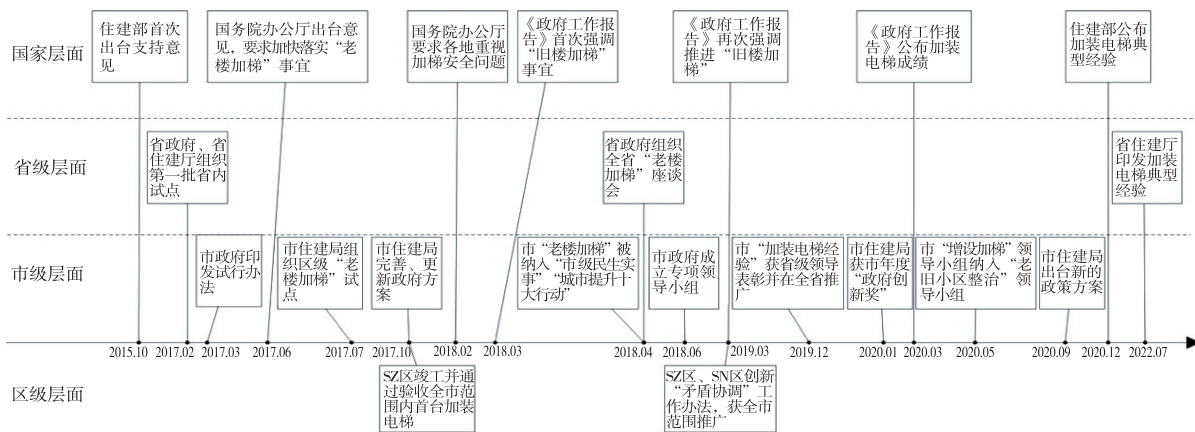 国家层面
住建部首次
出台支持意
见
国务院办公厅出台意
见，要求加快落实“老
楼加梯”事宜
国务院办公厅
要求各地重视
加梯安全问题
《政府工作报
告》首次强调
“旧楼加梯”
事宜
《政府工作报
告》再次强调
推进“旧楼加
梯”
《政府工作报
告》公布加装
电梯成绩
住建部公布
加装电梯典
型经验
省级层面
省政府、省
住建厅组织
第一批省内
试点
省政府组织
全省“老楼
加梯”座谈
会
省住建厅
印发加装
电梯典型
经验
市级层面
市政府印
发试行办
法
市住建局组
织区级“老
楼加梯”试
点
市住建局
完善、更
新政府方
案
市“老楼加梯”被
纳入“市级民生实
事”“城市提升十
大行动”
市政府成
立专项领
导小组
市“加装电梯经
验”获省级领导
表彰并在全省推
广
市住建局
获市年度
“政府创
新奖”
市“增设加梯”领
导小组纳入“老
旧小区整治”领
导小组
市住建局
出台新的
政策方案
2015.10
2017.02
2017.03
2017.06
2017.07
2017.10
2018.02
2018.03
2018.04
2018.06
2019.03
2019.12
2020.01
2020.03
2020.05
2020.09
2020.12
2022.07
区级层面
SZ区竣工并通
过验收全市范
围内首台加装
电梯
SZ区、SN区创新
“矛盾协调”工
作办法，获全市
范围推广